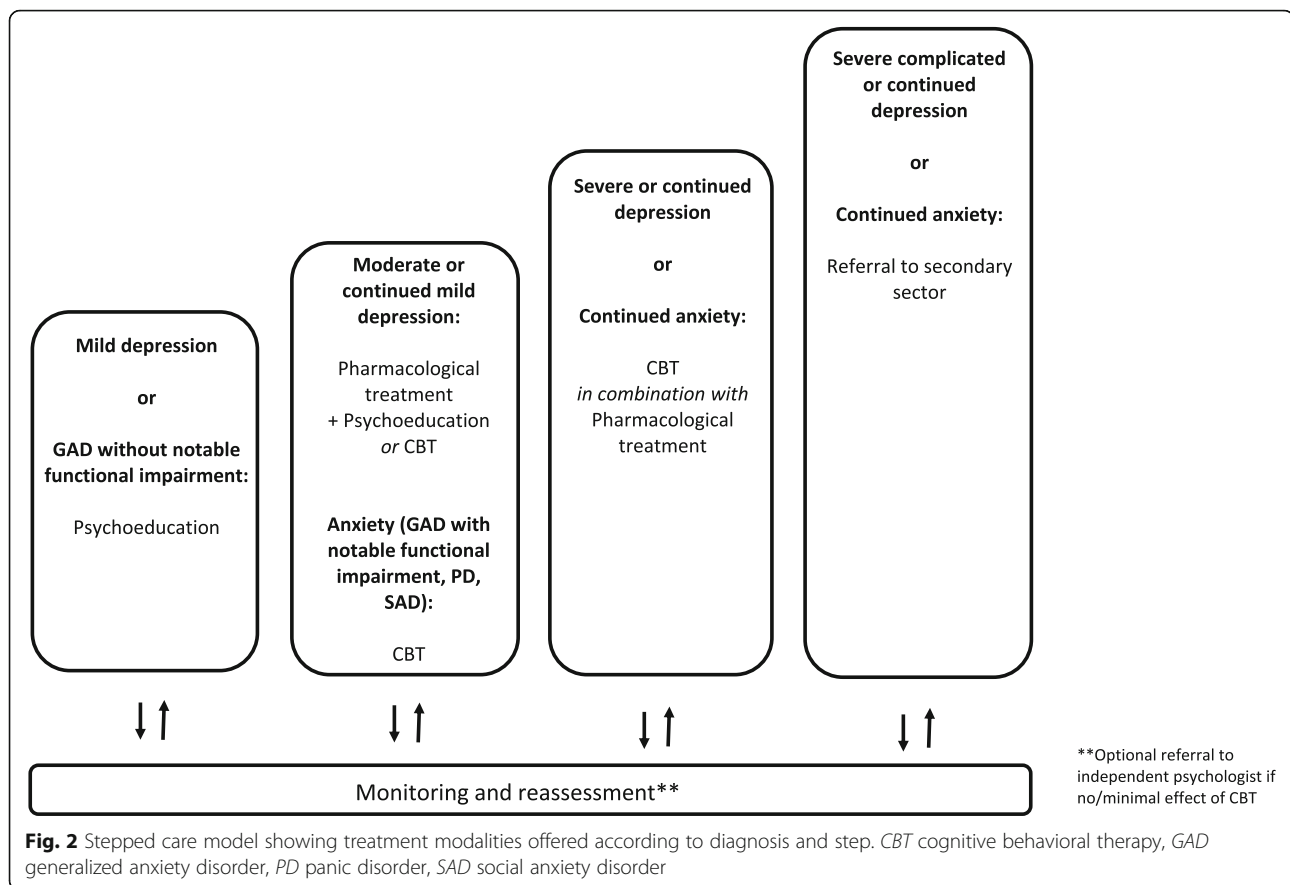 Mild depression
or
GAD without notable
functional impairment:
Psychoeducation
Moderate or
continued mild
depression:
Pharmacological
treatment
+ Psychoeducation
or CBT
Anxiety (GAD with
notable functional
impairment, PD,
SAD):
CBT
Severe or continued
depression
or
Continued anxiety:
CBT
in combination with
Pharmacological
treatment
Severe complicated
or continued
depression
or
Continued anxiety:
Referral to secondary
sector
Monitoring and reassessment**
**Optional referral to
independent psychologist if
no/minimal effect of CBT
Fig. 2 Stepped care model showing treatment modalities offered according to diagnosis and step. CBT cognitive behavioral therapy, GAD
generalized anxiety disorder, PD panic disorder, SAD social anxiety disorder